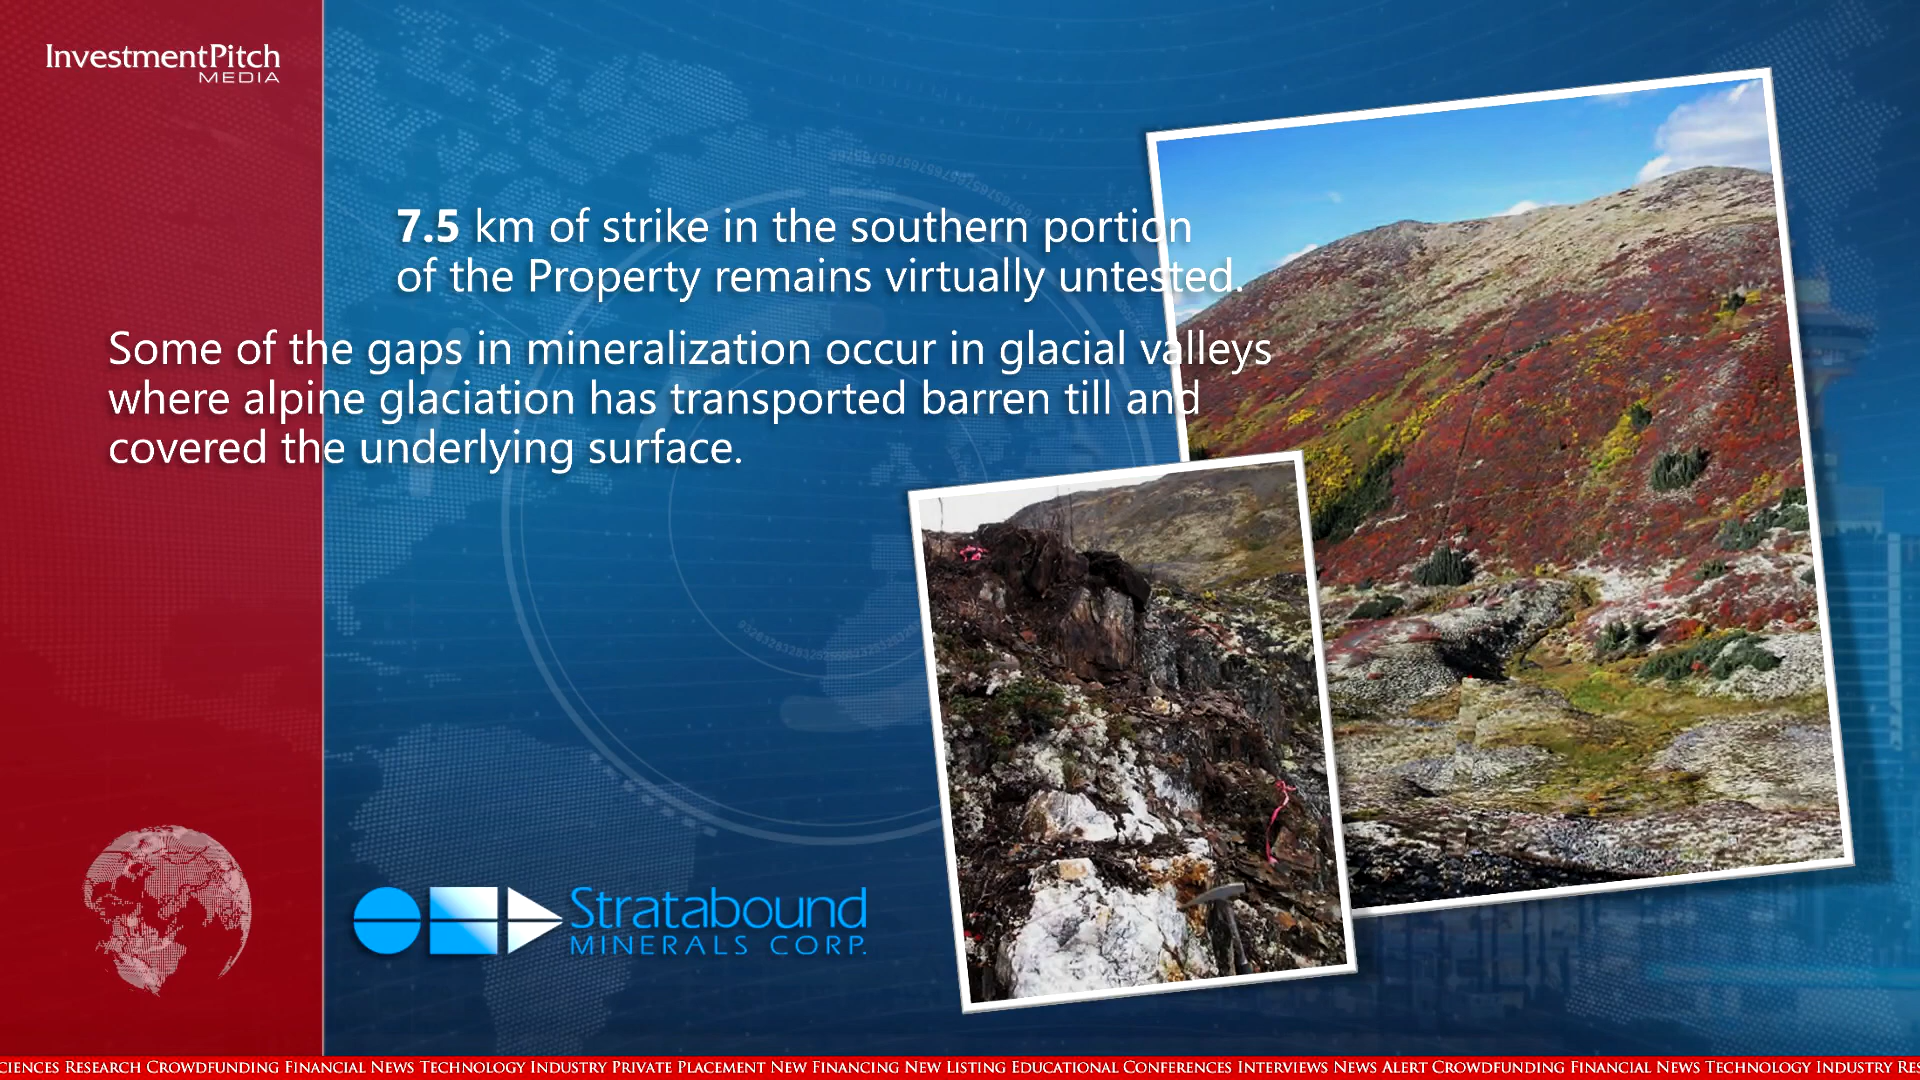 InvestmentPitch
MEDIA
7.5 km of strike in the southern portion
of the Property remains virtually untested.
Some of the gaps in mineralization occur in glacial valleys
where alpine glaciation has transported barren till and
covered the underlying surface.
Stratabound
MINERALS CORP.
CIENCES RESEARCH CROWDFUNDING FINANCIAL NEWS TECHNOLOGY INDUSTRY PRIVATE PLACEMENT NEW FINANCING NEW LISTING EDUCATIONAL CONFERENCES INTERVIEWS NEWS ALERT CROWDFUNDING FINANCIAL NEWS TECHNOLOGY INDUSTRY RES